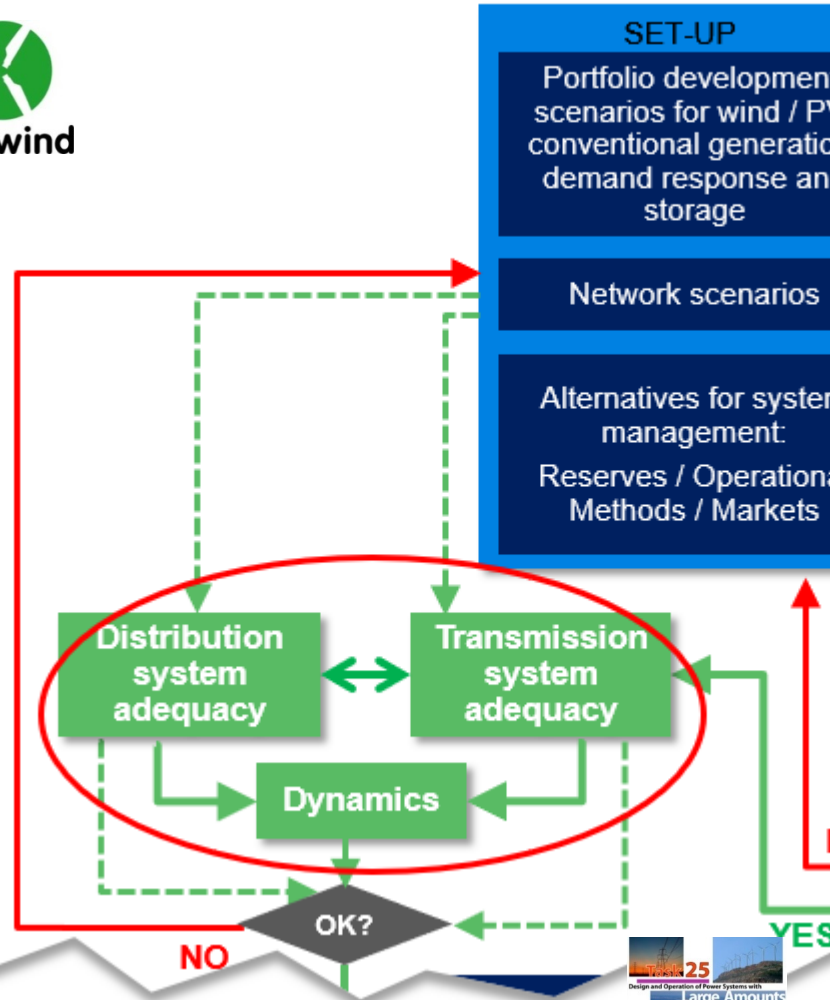 wind
SET-UP
Portfolio developmen
scenarios for wind / PV
conventional generatio
demand response an
storage
Network scenarios
Alternatives for system
management:
Reserves / Operationa
Methods / Markets
Distribution
system
adequacy
Transmission
system
adequacy
Dynamics
OK?
NO
YES
Task 25
Design and Operation of Power Systems with
Large Amounts